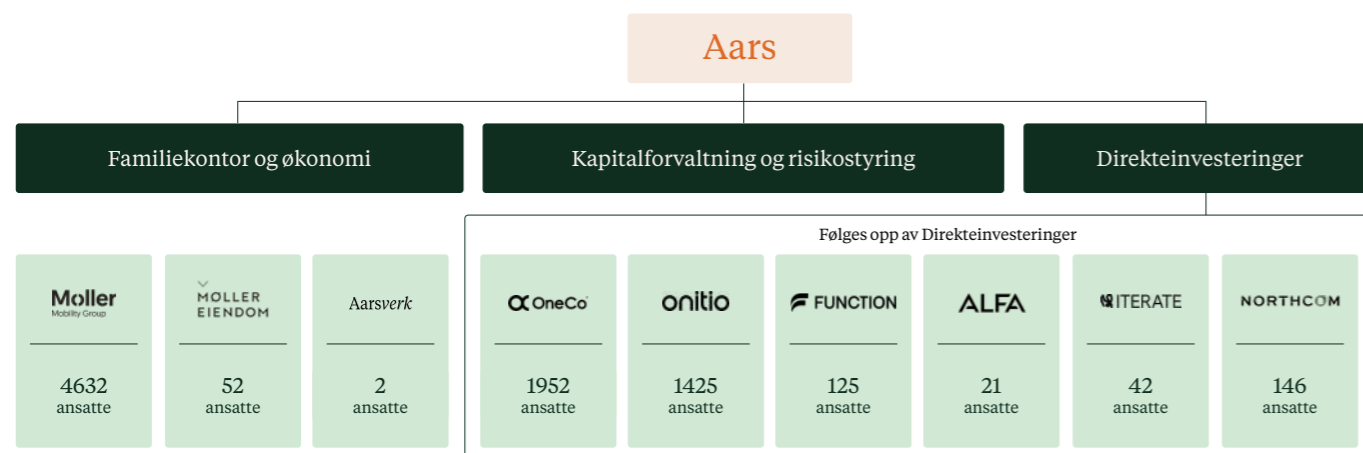 Aars
Familiekontor og økonomi
Kapitalforvaltning og risikostyring
Direkteinvesteringer
Følges opp av Direkteinvesteringer
Møller
Mobility Group
4632
ansatte
MØLLER
EIENDOM
52
ansatte
Aarsverk
2
ansatte
OneCo
1952
ansatte
onitio
1425
ansatte
FUNCTION
125
ansatte
ALFA
21
ansatte
ITERATE
42
ansatte
NORTHCOM
146
ansatte